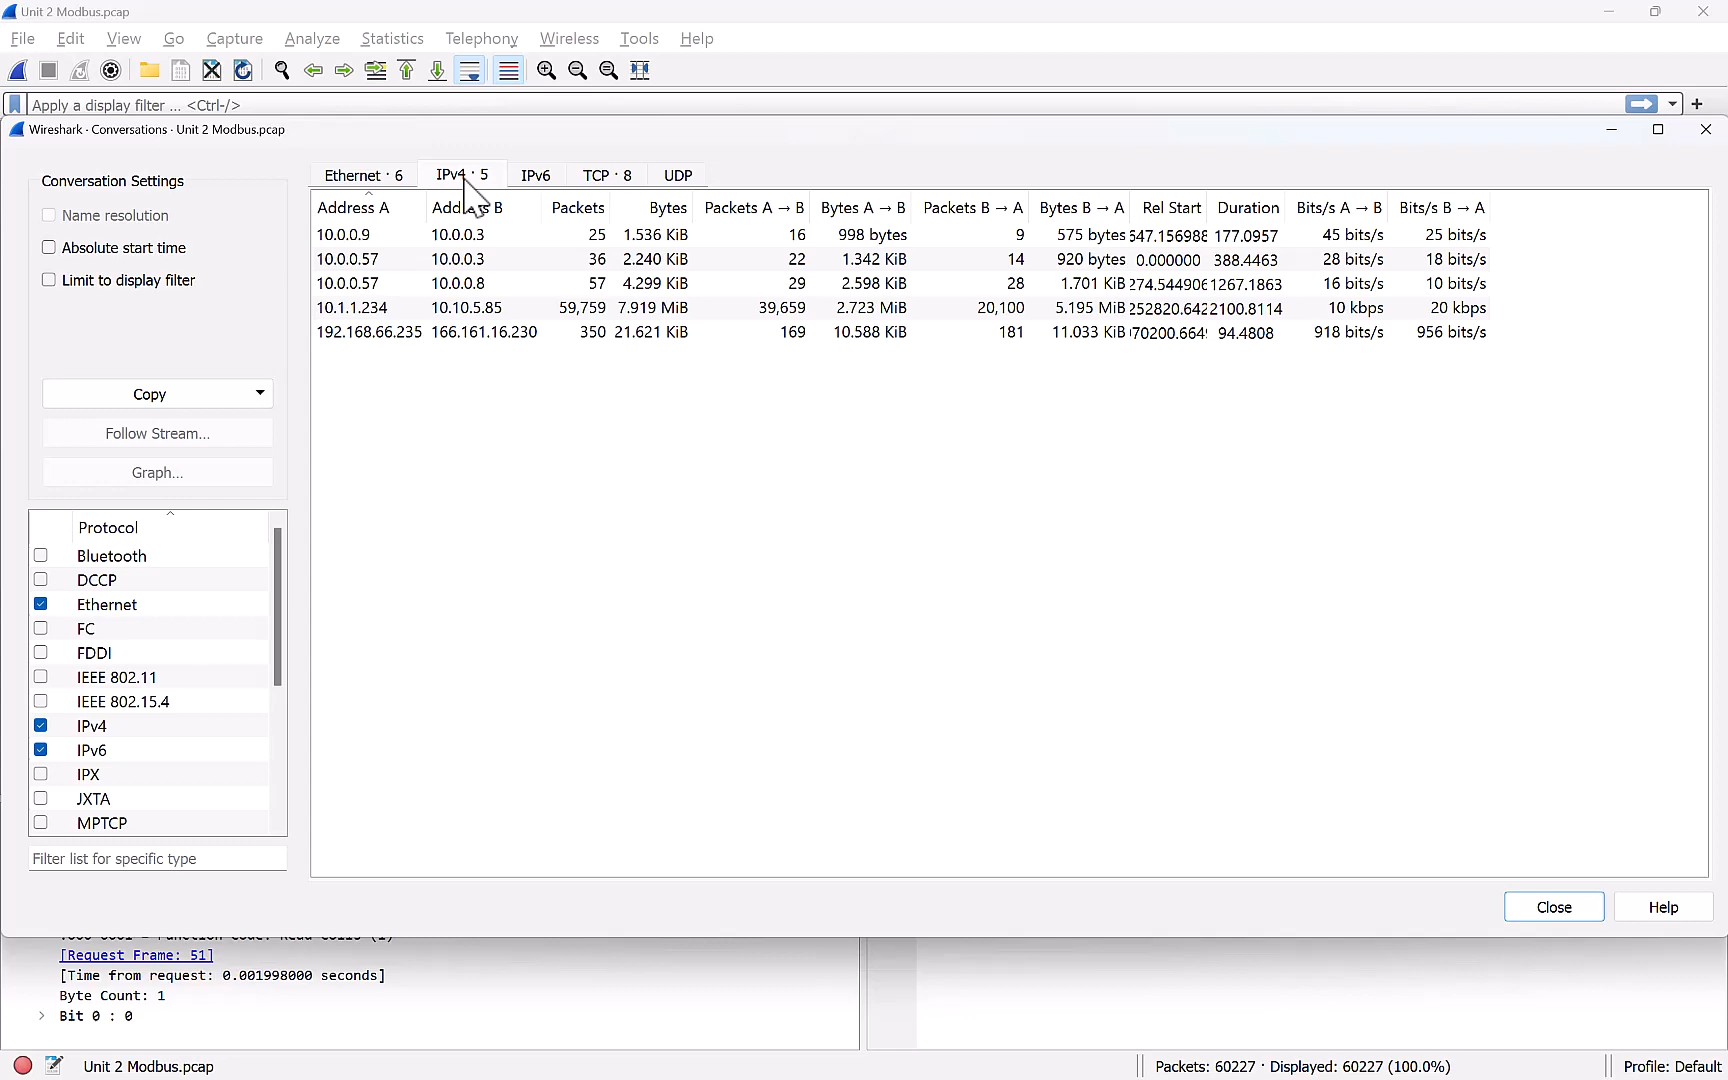 Unit 2 Modbus.pcap
File Edit View Go Capture Analyze Statistics Telephony Wireless Tools Help
Apply a display filter ... <Ctrl-/>
Wireshark · Conversations · Unit 2 Modbus.pcap
Conversation Settings
Name resolution
Absolute start time
Limit to display filter
Copy
Follow Stream...
Graph...
Protocol
Bluetooth
DCCP
Ethernet
FC
FDDI
IEEE 802.11
IEEE 802.15.4
IPv4
IPv6
IPX
JXTA
MPTCP
Filter list for specific type
Ethernet · 6 IPv4 · 5 IPv6 TCP · 8 UDP
Address A B Packets Bytes Packets A → B Bytes A → B Packets B → A Bytes B → A Rel Start Duration Bits/s A → B Bits/s B → A
10.0.0.9 10.0.0.3 25 1.536 KiB 16 998 bytes 9 575 bytes 547.156988 177.0957 45 bits/s 25 bits/s
10.0.0.57 10.0.0.3 36 2.240 KiB 22 1.342 KiB 14 920 bytes 0.000000 388.4463 28 bits/s 18 bits/s
10.0.0.57 10.0.0.8 57 4.299 KiB 29 2.598 KiB 28 1.701 KiB 274.544906 1267.1863 16 bits/s 10 bits/s
10.1.1.234 10.10.5.85 59,759 7.919 MiB 39,659 2.723 MiB 20,100 5.195 MiB 252820.642 2100.8114 10 kbps 20 kbps
192.168.66.235 166.161.16.230 350 21.621 KiB 169 10.588 KiB 181 11.033 KiB 70200.664 94.4808 918 bits/s 956 bits/s
Close Help
[Request Frame: 51]
[Time from request: 0.001998000 seconds]
Byte Count: 1
> Bit 0 : 0
Unit 2 Modbus.pcap
Packets: 60227 · Displayed: 60227 (100.0%)
Profile: Default